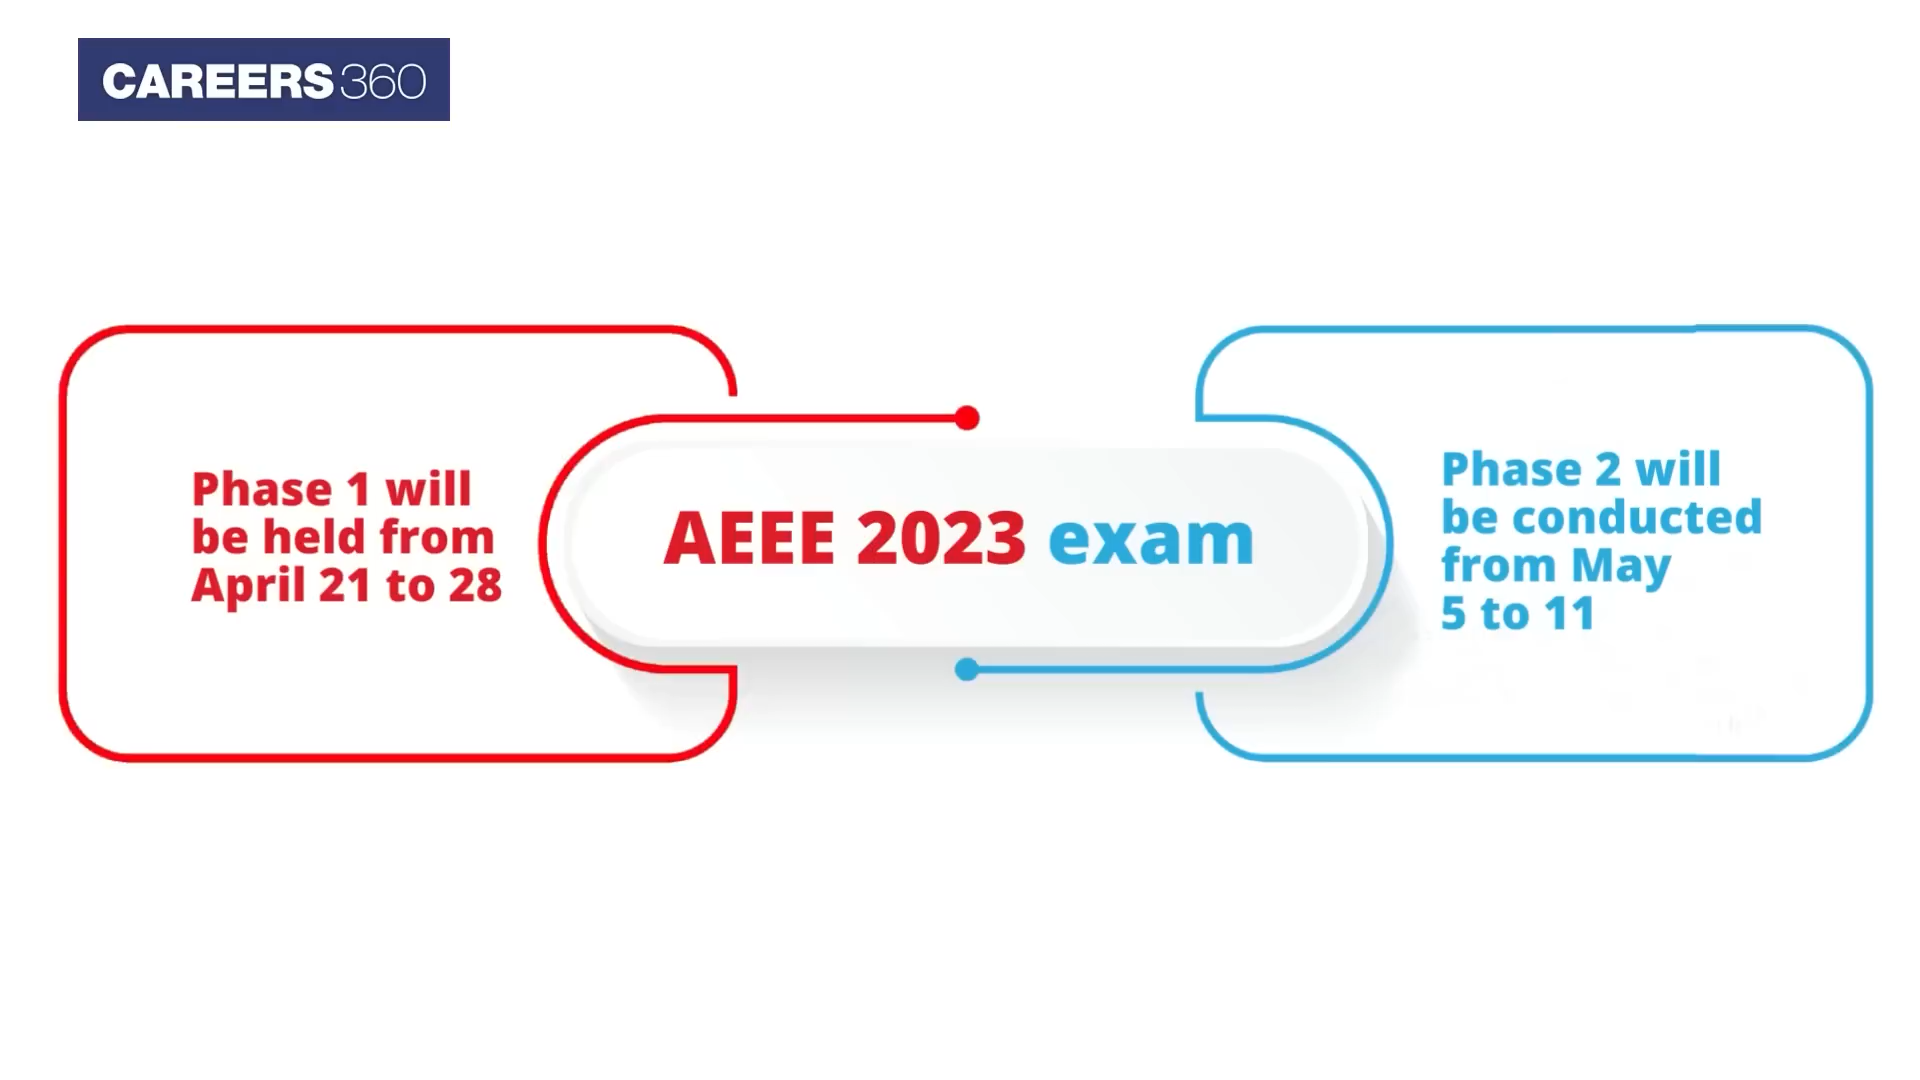 CAREERS360
Phase 1 will
be held from
April 21 to 28
AEEE 2023 exam
Phase 2 will
be conducted
from May
5 to 11